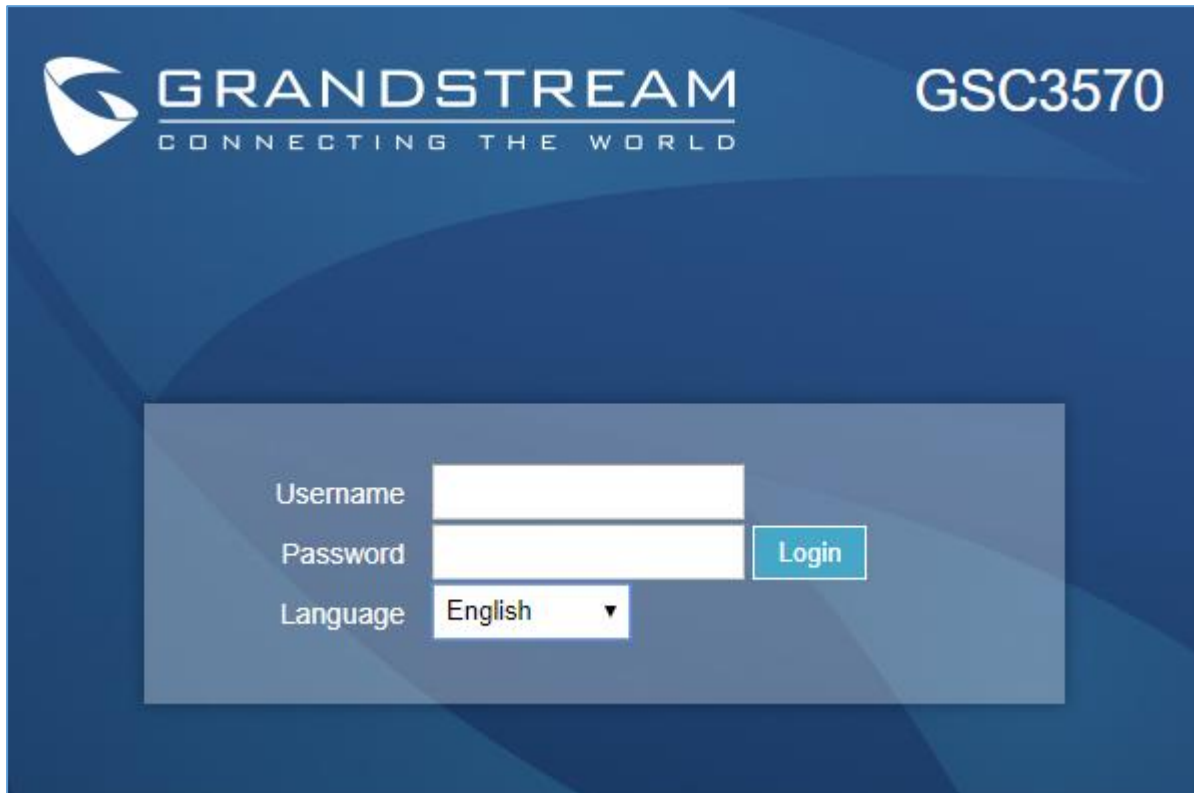 GRANDSTREAM
CONNECTING THE WORLD
GSC3570
Username
Password
Login
Language
English